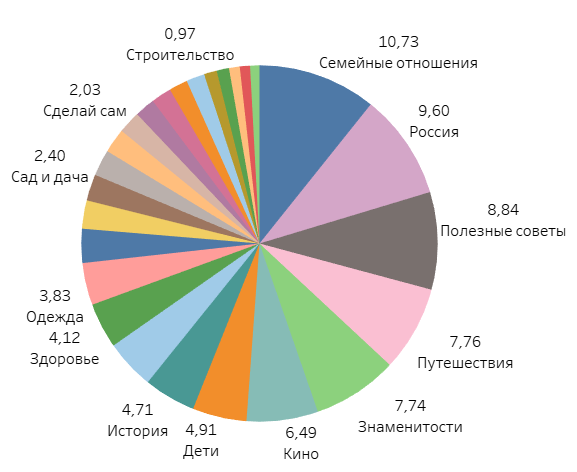 0,97
Строительство
10,73
Семейные отношения
9,60
Россия
8,84
Полезные советы
7,76
Путешествия
7,74
Знаменитости
6,49
Кино
4,91
Дети
4,71
История
4,12
Здоровье
3,83
Одежда
2,40
Сад и дача
2,03
Сделай сам